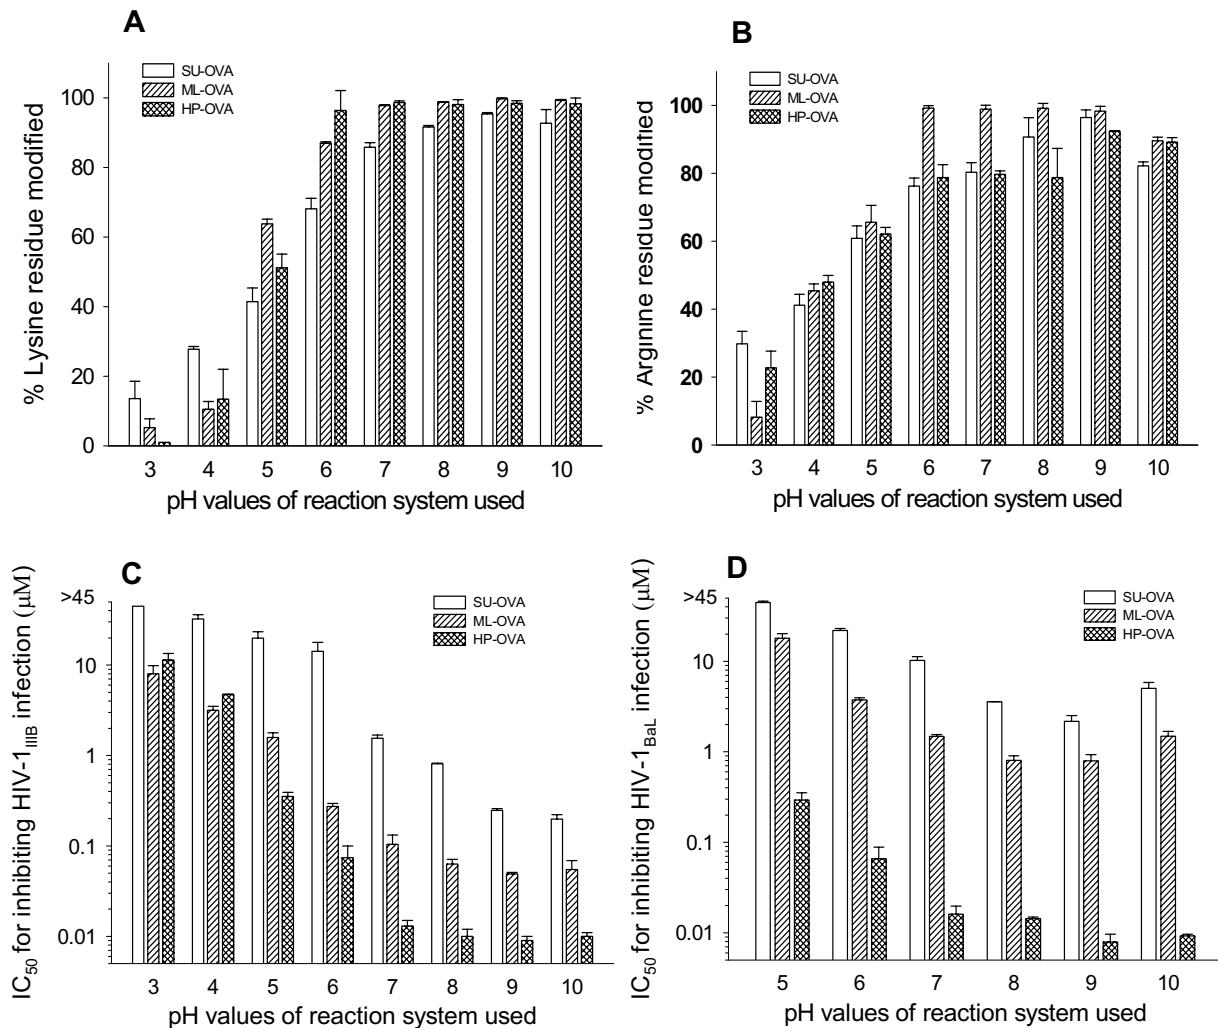 A
% Lysine residue modified
100
80
60
40
20
0
SU-OVA
ML-OVA
HP-OVA
3 4 5 6 7 8 9 10
pH values of reaction system used
B
% Arginine residue modified
100
80
60
40
20
0
SU-OVA
ML-OVA
HP-OVA
3 4 5 6 7 8 9 10
pH values of reaction system used
C
IC50 for inhibiting HIV-1IIIB infection (μM)
>45
10
1
0.1
0.01
SU-OVA
ML-OVA
HP-OVA
3 4 5 6 7 8 9 10
pH values of reaction system used
D
IC50 for inhibiting HIV-1BaL infection (μM)
>45
10
1
0.1
0.01
SU-OVA
ML-OVA
HP-OVA
5 6 7 8 9 10
pH values of reaction system used